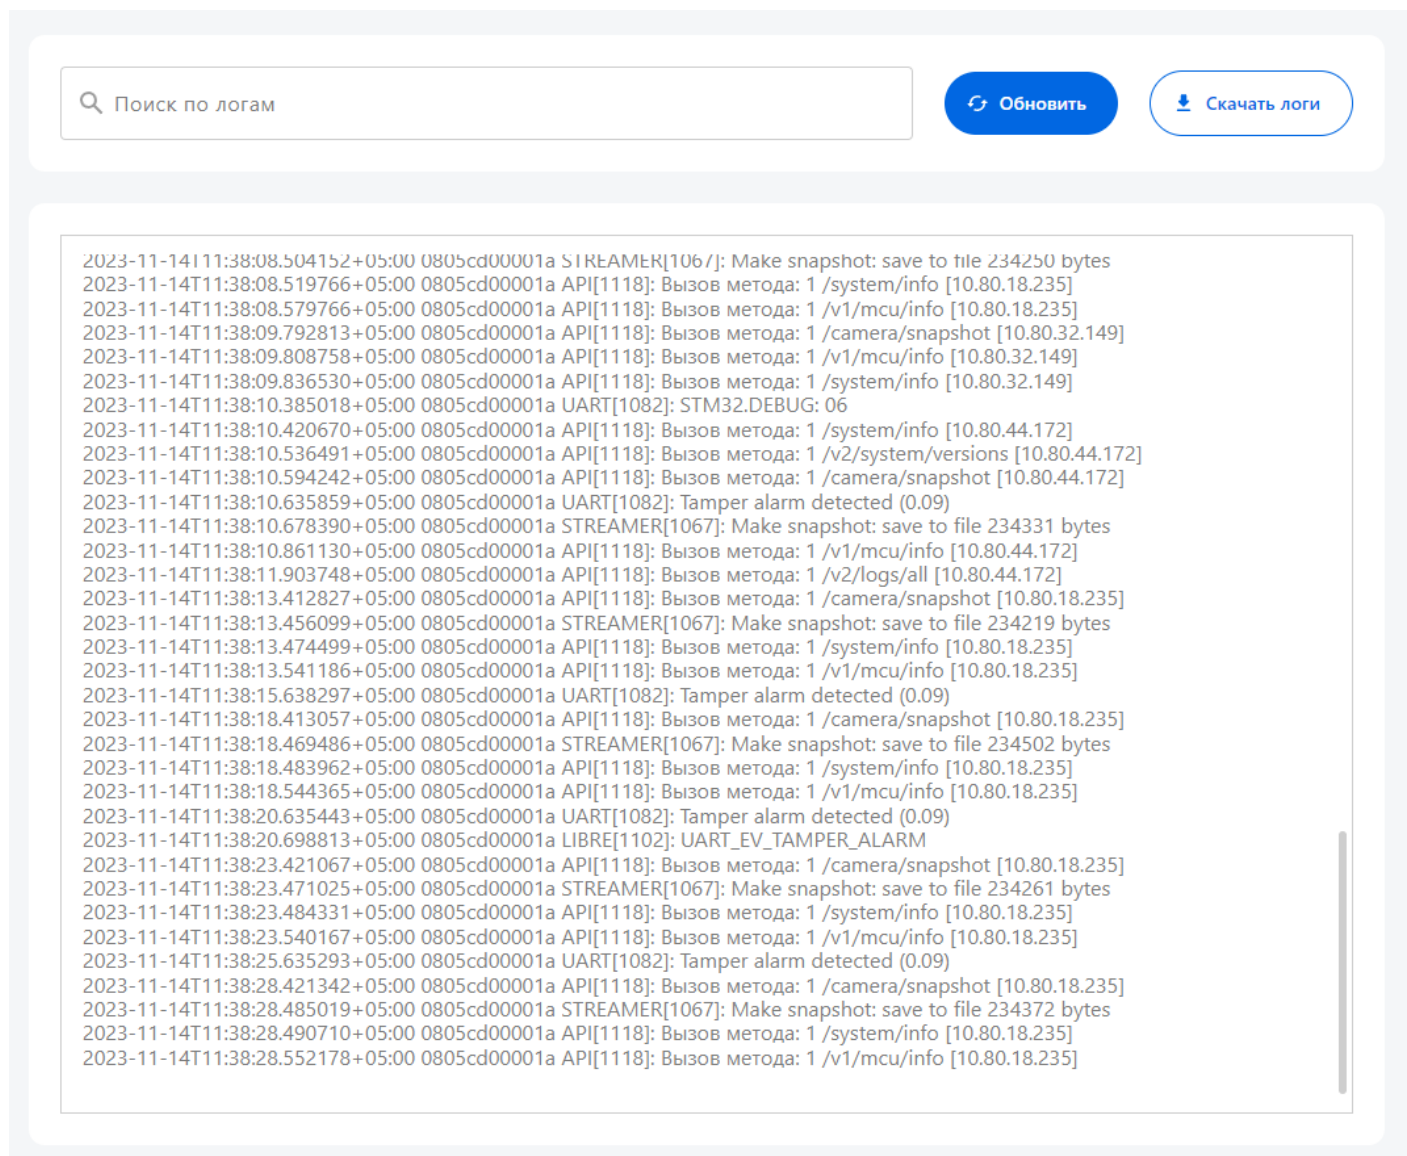 Поиск по логам
Обновить
Скачать логи
2023-11-14T11:38:08.504152+05:00 0805cd00001a STREAMER[1067]: Make snapshot: save to file 234250 bytes
2023-11-14T11:38:08.519766+05:00 0805cd00001a API[1118]: Вызов метода: 1 /system/info [10.80.18.235]
2023-11-14T11:38:08.579766+05:00 0805cd00001a API[1118]: Вызов метода: 1 /v1/mcu/info [10.80.18.235]
2023-11-14T11:38:09.792813+05:00 0805cd00001a API[1118]: Вызов метода: 1 /camera/snapshot [10.80.32.149]
2023-11-14T11:38:09.808758+05:00 0805cd00001a API[1118]: Вызов метода: 1 /v1/mcu/info [10.80.32.149]
2023-11-14T11:38:09.836530+05:00 0805cd00001a API[1118]: Вызов метода: 1 /system/info [10.80.32.149]
2023-11-14T11:38:10.385018+05:00 0805cd00001a UART[1082]: STM32.DEBUG: 06
2023-11-14T11:38:10.420670+05:00 0805cd00001a API[1118]: Вызов метода: 1 /system/info [10.80.44.172]
2023-11-14T11:38:10.536491+05:00 0805cd00001a API[1118]: Вызов метода: 1 /v2/system/versions [10.80.44.172]
2023-11-14T11:38:10.594242+05:00 0805cd00001a API[1118]: Вызов метода: 1 /camera/snapshot [10.80.44.172]
2023-11-14T11:38:10.635859+05:00 0805cd00001a UART[1082]: Tamper alarm detected (0.09)
2023-11-14T11:38:10.678390+05:00 0805cd00001a STREAMER[1067]: Make snapshot: save to file 234331 bytes
2023-11-14T11:38:10.861130+05:00 0805cd00001a API[1118]: Вызов метода: 1 /v1/mcu/info [10.80.44.172]
2023-11-14T11:38:11.903748+05:00 0805cd00001a API[1118]: Вызов метода: 1 /v2/logs/all [10.80.44.172]
2023-11-14T11:38:13.412827+05:00 0805cd00001a API[1118]: Вызов метода: 1 /camera/snapshot [10.80.18.235]
2023-11-14T11:38:13.456099+05:00 0805cd00001a STREAMER[1067]: Make snapshot: save to file 234219 bytes
2023-11-14T11:38:13.474499+05:00 0805cd00001a API[1118]: Вызов метода: 1 /system/info [10.80.18.235]
2023-11-14T11:38:13.541186+05:00 0805cd00001a API[1118]: Вызов метода: 1 /v1/mcu/info [10.80.18.235]
2023-11-14T11:38:15.638297+05:00 0805cd00001a UART[1082]: Tamper alarm detected (0.09)
2023-11-14T11:38:18.413057+05:00 0805cd00001a API[1118]: Вызов метода: 1 /camera/snapshot [10.80.18.235]
2023-11-14T11:38:18.469486+05:00 0805cd00001a STREAMER[1067]: Make snapshot: save to file 234502 bytes
2023-11-14T11:38:18.483962+05:00 0805cd00001a API[1118]: Вызов метода: 1 /system/info [10.80.18.235]
2023-11-14T11:38:18.544365+05:00 0805cd00001a API[1118]: Вызов метода: 1 /v1/mcu/info [10.80.18.235]
2023-11-14T11:38:20.635443+05:00 0805cd00001a UART[1082]: Tamper alarm detected (0.09)
2023-11-14T11:38:20.698813+05:00 0805cd00001a LIBRE[1102]: UART_EV_TAMPER_ALARM
2023-11-14T11:38:23.421067+05:00 0805cd00001a API[1118]: Вызов метода: 1 /camera/snapshot [10.80.18.235]
2023-11-14T11:38:23.471025+05:00 0805cd00001a STREAMER[1067]: Make snapshot: save to file 234261 bytes
2023-11-14T11:38:23.484331+05:00 0805cd00001a API[1118]: Вызов метода: 1 /system/info [10.80.18.235]
2023-11-14T11:38:23.540167+05:00 0805cd00001a API[1118]: Вызов метода: 1 /v1/mcu/info [10.80.18.235]
2023-11-14T11:38:25.635293+05:00 0805cd00001a UART[1082]: Tamper alarm detected (0.09)
2023-11-14T11:38:28.421342+05:00 0805cd00001a API[1118]: Вызов метода: 1 /camera/snapshot [10.80.18.235]
2023-11-14T11:38:28.485019+05:00 0805cd00001a STREAMER[1067]: Make snapshot: save to file 234372 bytes
2023-11-14T11:38:28.490710+05:00 0805cd00001a API[1118]: Вызов метода: 1 /system/info [10.80.18.235]
2023-11-14T11:38:28.552178+05:00 0805cd00001a API[1118]: Вызов метода: 1 /v1/mcu/info [10.80.18.235]